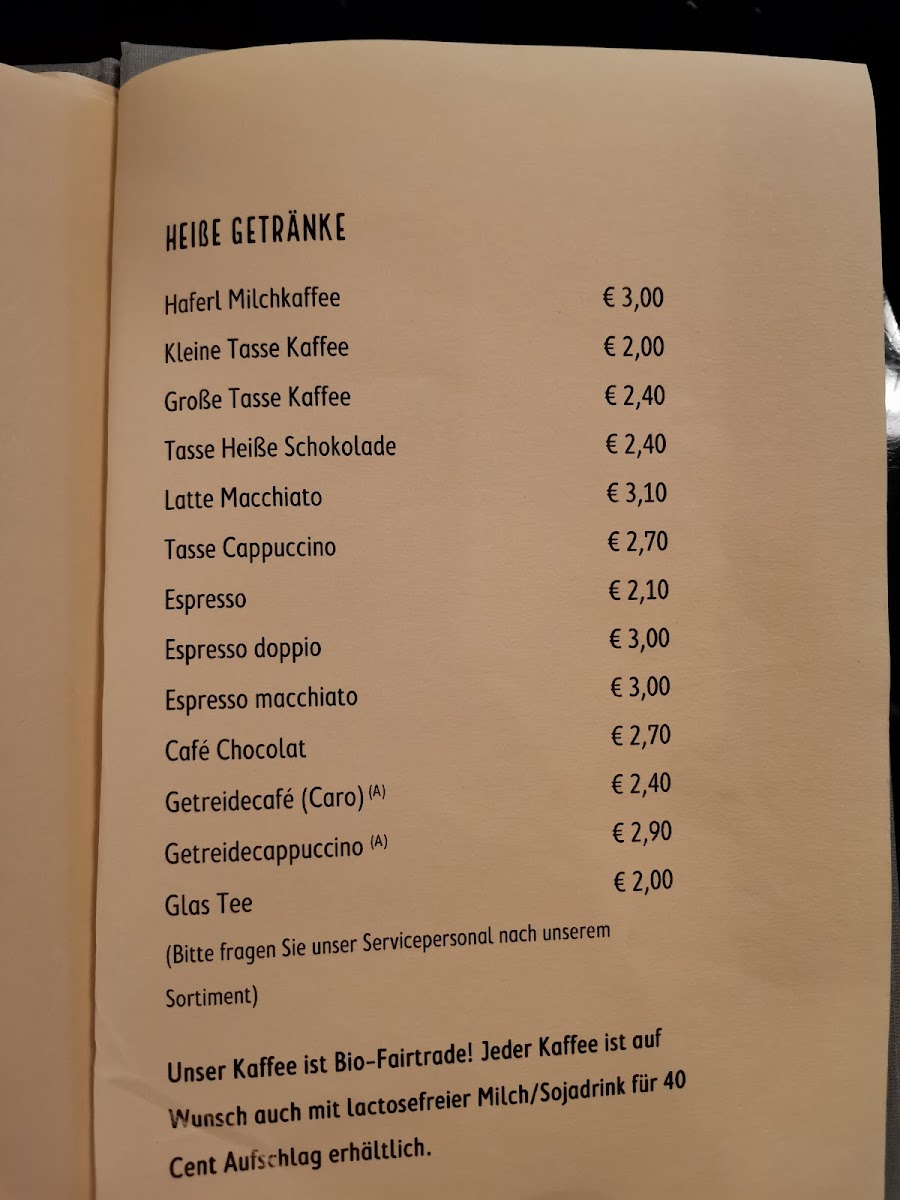 HEIßE GETRÄNKE
Haferl Milchkaffee € 3,00
Kleine Tasse Kaffee € 2,00
Große Tasse Kaffee € 2,40
Tasse Heiße Schokolade € 2,40
Latte Macchiato € 3,10
Tasse Cappuccino € 2,70
Espresso € 2,10
Espresso doppio € 3,00
Espresso macchiato € 3,00
Café Chocolat € 2,70
Getreidecafé (Caro) (A) € 2,40
Getreidecappuccino (A) € 2,90
Glas Tee € 2,00
(Bitte fragen Sie unser Servicepersonal nach unserem
Sortiment)
Unser Kaffee ist Bio-Fairtrade! Jeder Kaffee ist auf
Wunsch auch mit lactosefreier Milch/Sojadrink für 40
Cent Aufschlag erhältlich.